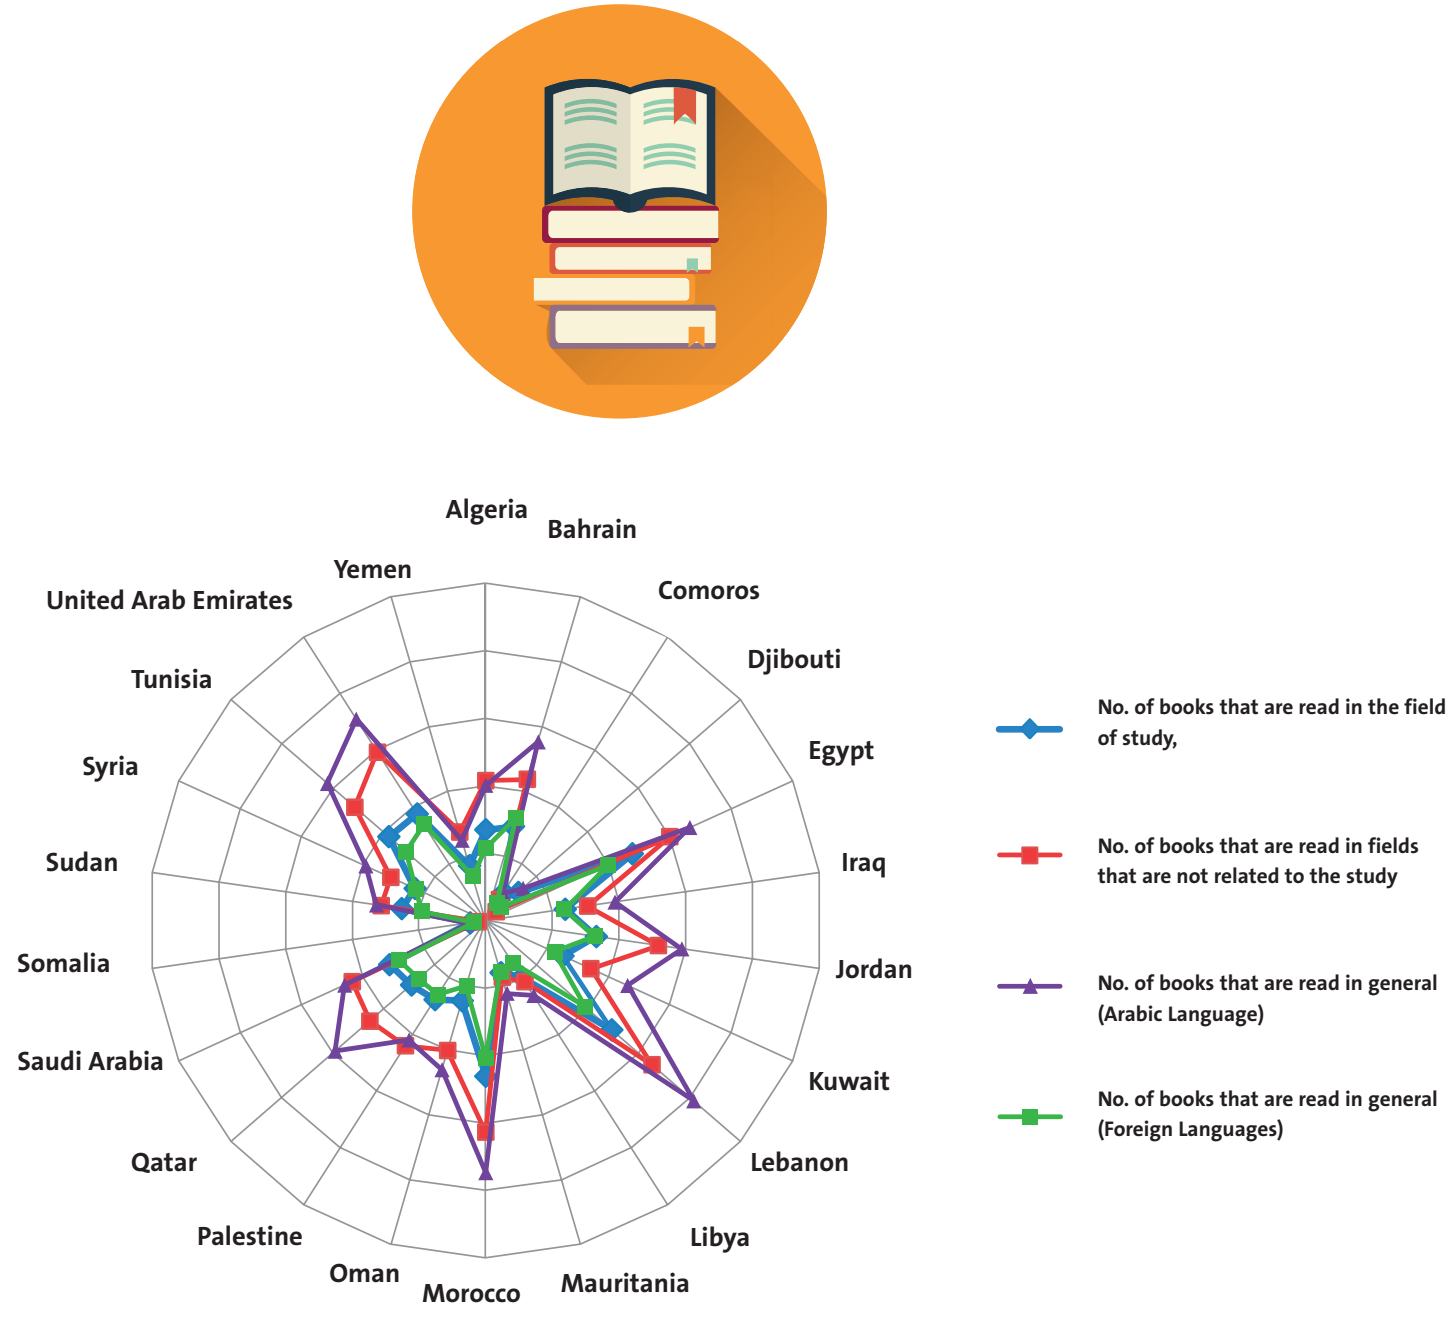 Algeria
Bahrain
Comoros
Djibouti
Egypt
Iraq
Jordan
Kuwait
Lebanon
Libya
Mauritania
Morocco
Oman
Palestine
Qatar
Saudi Arabia
Somalia
Sudan
Syria
Tunisia
United Arab Emirates
Yemen
No. of books that are read in the field
of study,
No. of books that are read in fields
that are not related to the study
No. of books that are read in general
(Arabic Language)
No. of books that are read in general
(Foreign Languages)